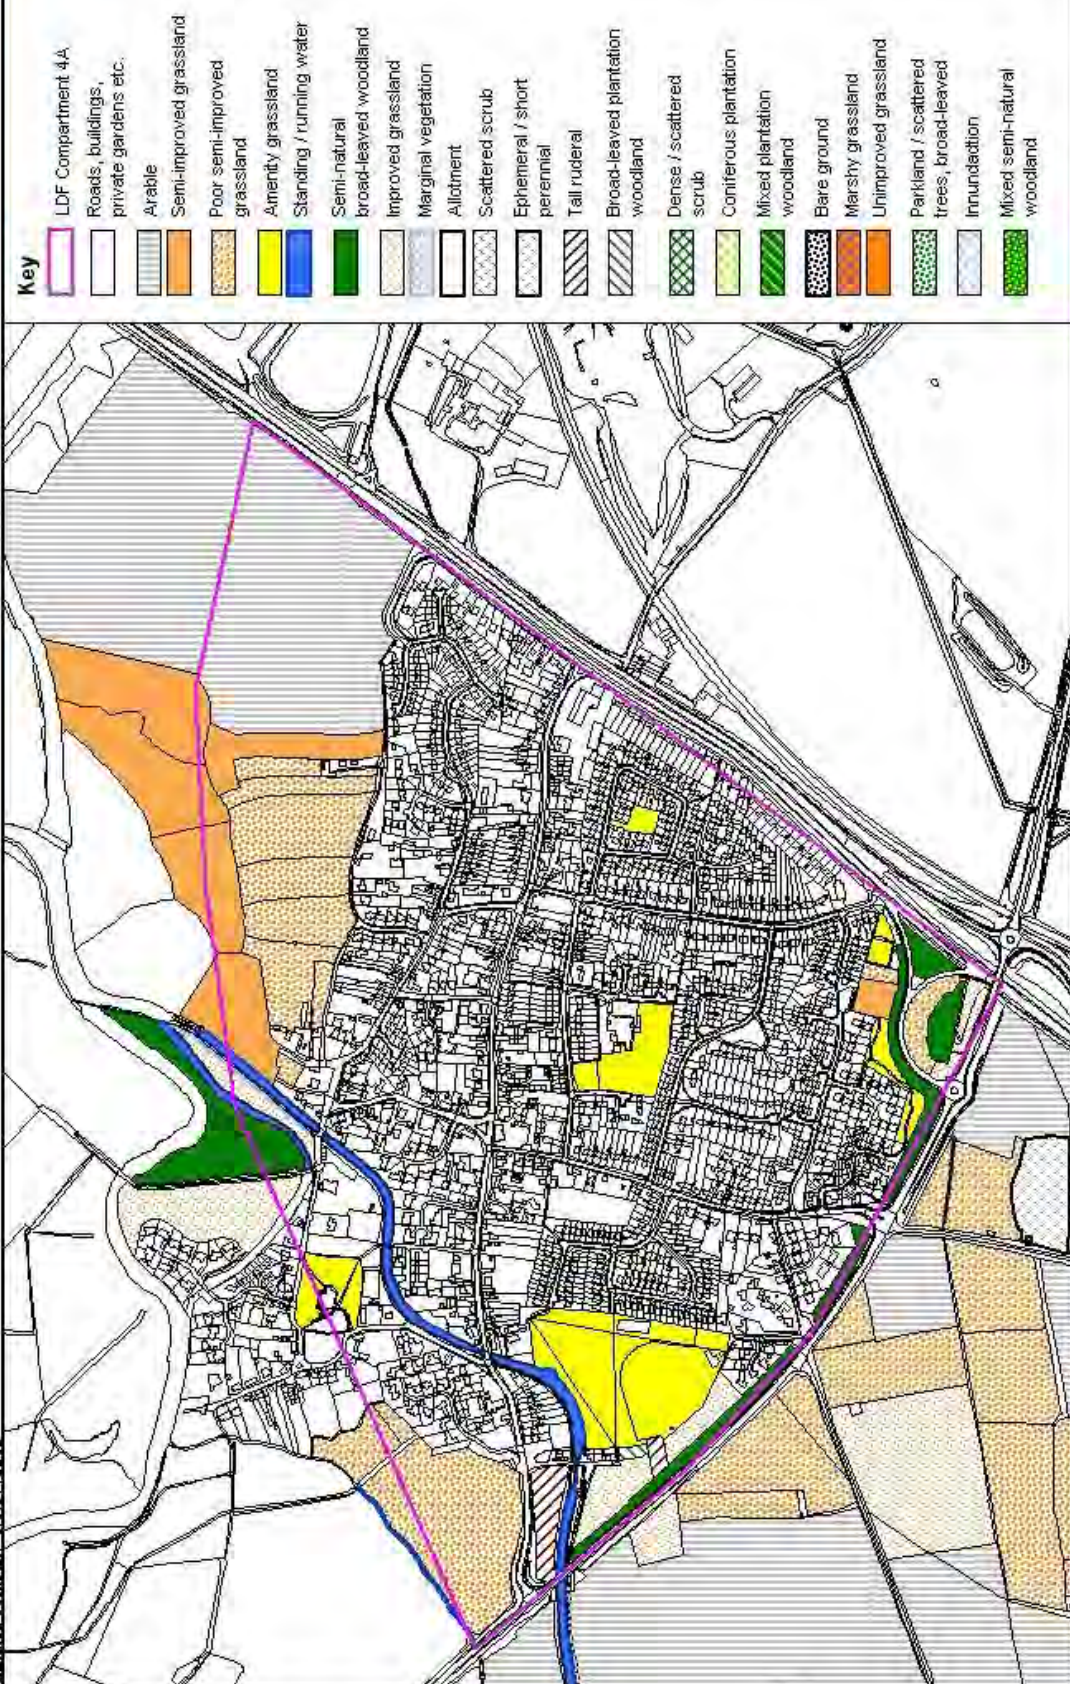 Key
LDF Compartment 4A
Roads, buildings,
private gardens etc.
Arable
Semi-improved grassland
Poor semi-improved
grassland
Amenity grassland
Standing / running water
Semi-natural
broad-leaved woodland
Improved grassland
Marginal vegetation
Allotment
Scattered scrub
Ephemeral / short
perennial
Tall ruderal
Broad-leaved plantation
woodland
Dense / scattered
scrub
Coniferous plantation
Mixed plantation
woodland
Bare ground
Marshy grassland
Unimproved grassland
Parkland / scattered
trees, broad-leaved
Innundadtion
Mixed semi-natural
woodland